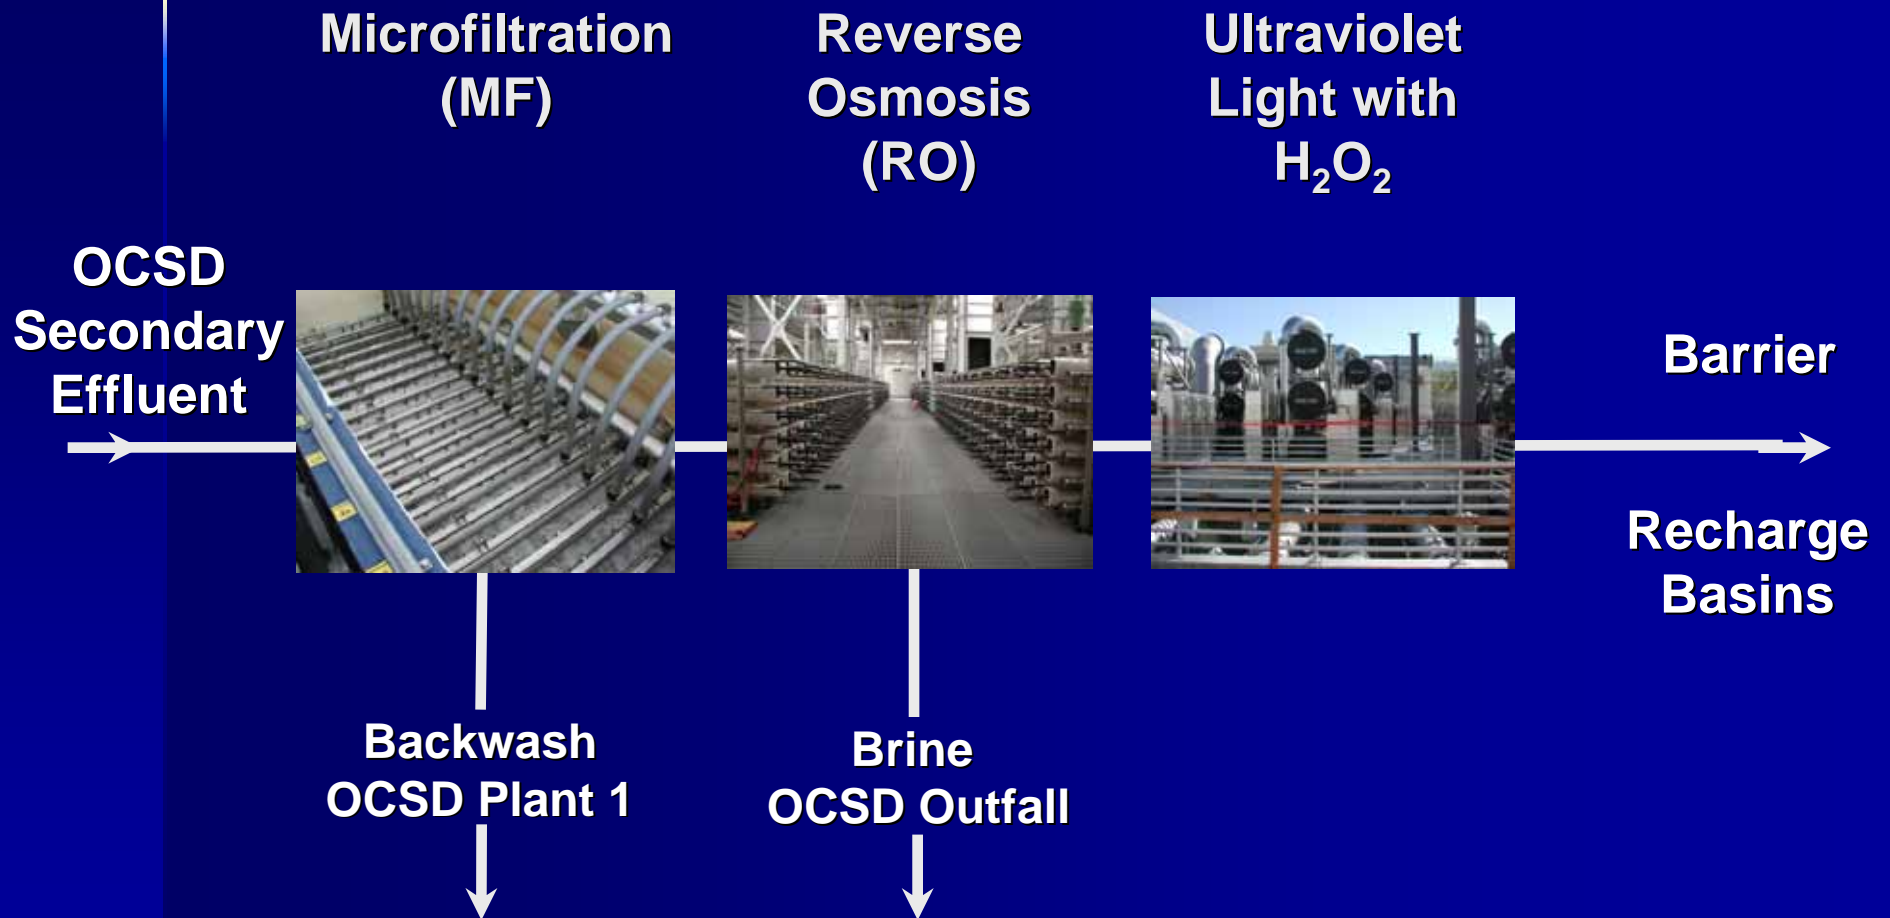 Microfiltration
(MF)
Reverse
Osmosis
(RO)
Ultraviolet
Light with
H₂O₂
OCSD
Secondary
Effluent
Barrier
Recharge
Basins
Backwash
OCSD Plant 1
Brine
OCSD Outfall